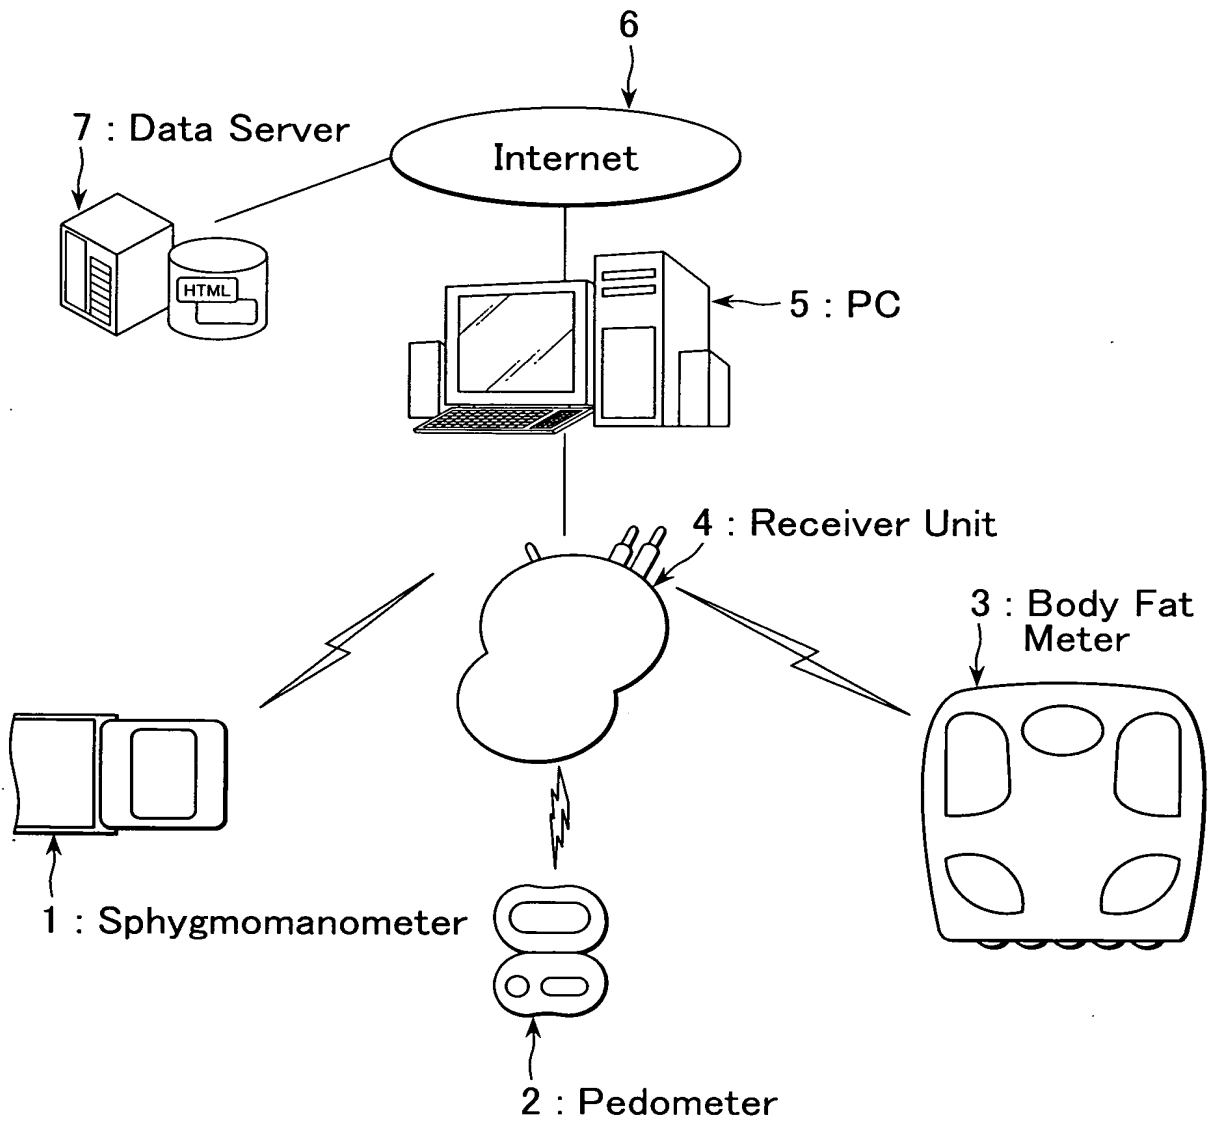 6
7 : Data Server
Internet
HTML
5 : PC
4 : Receiver Unit
3 : Body Fat
Meter
1 : Sphygmomanometer
2 : Pedometer